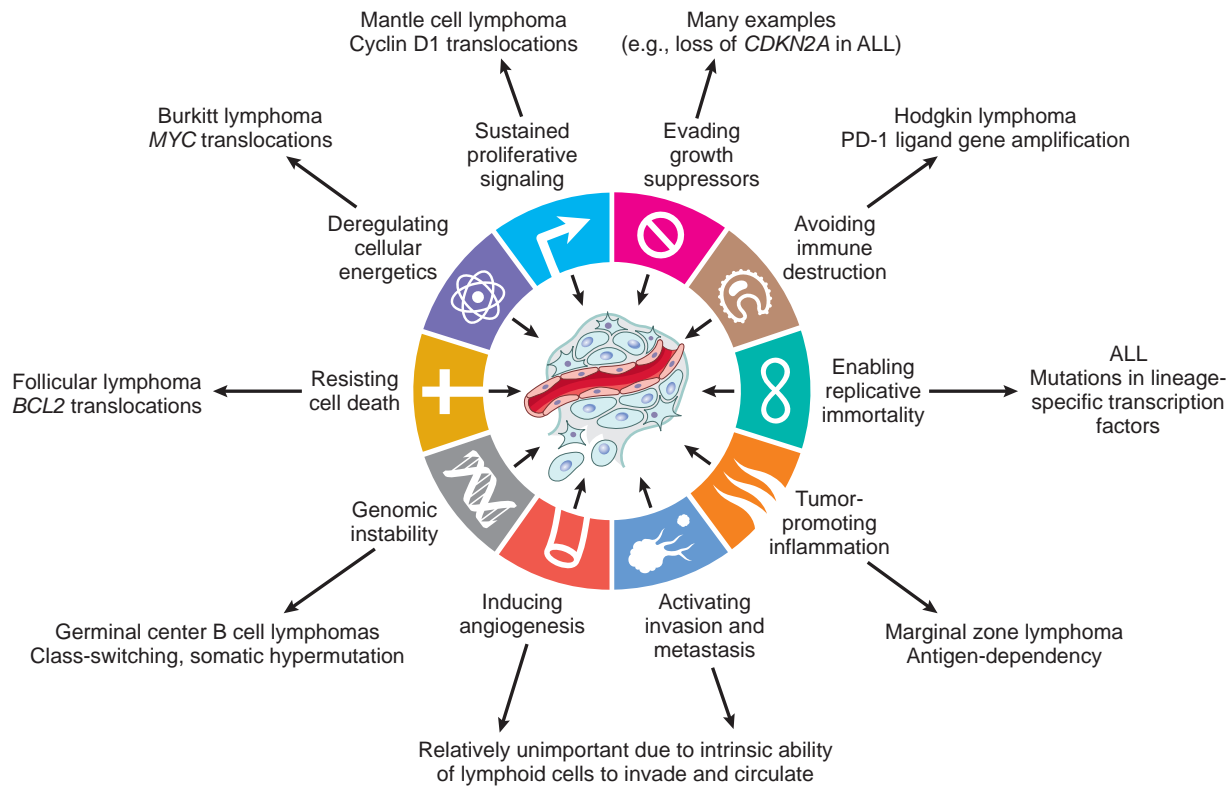 Mantle cell lymphoma
Cyclin D1 translocations
Many examples
(e.g., loss of CDKN2A in ALL)
Burkitt lymphoma
MYC translocations
Sustained
proliferative
signaling
Evading
growth
suppressors
Hodgkin lymphoma
PD-1 ligand gene amplification
Deregulating
cellular
energetics
Avoiding
immune
destruction
Follicular lymphoma
BCL2 translocations
Resisting
cell death
Enabling
replicative
immortality
ALL
Mutations in lineage-
specific transcription
factors
Genomic
instability
Tumor-
promoting
inflammation
Germinal center B cell lymphomas
Class-switching, somatic hypermutation
Inducing
angiogenesis
Activating
invasion and
metastasis
Marginal zone lymphoma
Antigen-dependency
Relatively unimportant due to intrinsic ability
of lymphoid cells to invade and circulate